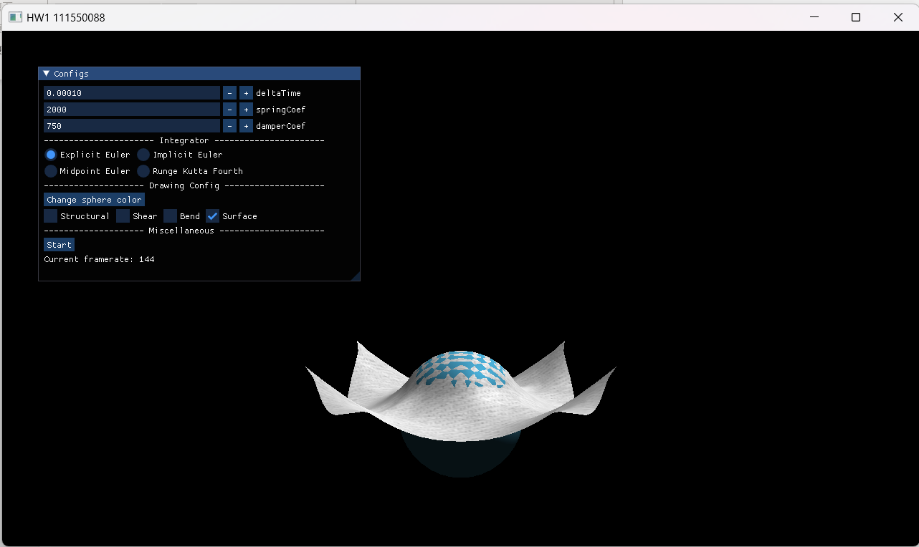 HW1 111550088
Configs
0.00010 - + deltaTime
2000 - + springCoef
750 - + damperCoef
---------------------- Integrator ----------------------
Explicit Euler Implicit Euler
Midpoint Euler Runge Kutta Fourth
-------------------- Drawing Config --------------------
Change sphere color
Structural Shear Bend Surface
-------------------- Miscellaneous ---------------------
Start
Current framerate: 144